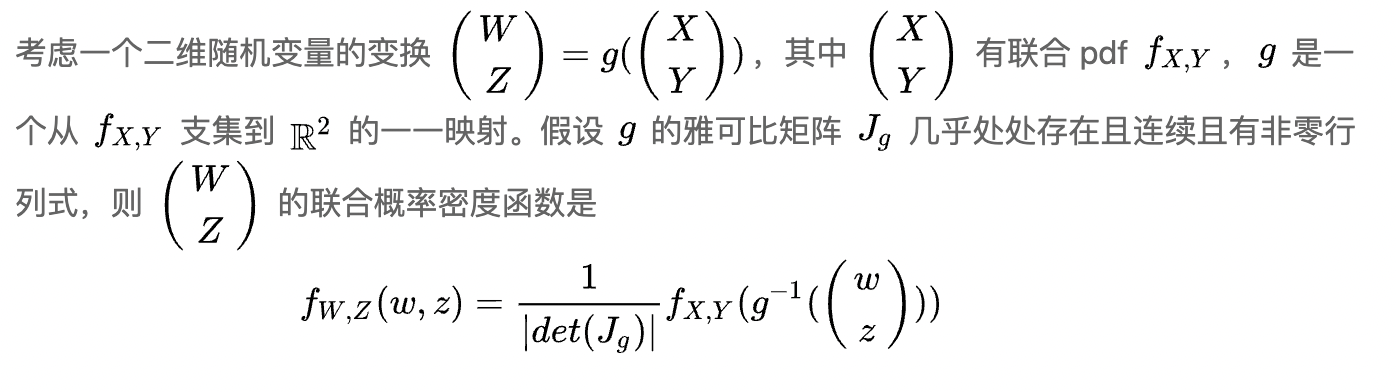 考虑一个二维随机变量的变换 $\begin{pmatrix} W \\ Z \end{pmatrix} = g(\begin{pmatrix} X \\ Y \end{pmatrix})$ ，其中 $\begin{pmatrix} X \\ Y \end{pmatrix}$ 有联合 pdf $f_{X,Y}$ ， $g$ 是一
个从 $f_{X,Y}$ 支集到 $\mathbb{R}^2$ 的一一映射。假设 $g$ 的雅可比矩阵 $J_g$ 几乎处处存在且连续且有非零行
列式，则 $\begin{pmatrix} W \\ Z \end{pmatrix}$ 的联合概率密度函数是
$f_{W,Z}(w,z) = \frac{1}{|det(J_g)|} f_{X,Y}(g^{-1}(\begin{pmatrix} w \\ z \end{pmatrix}))$